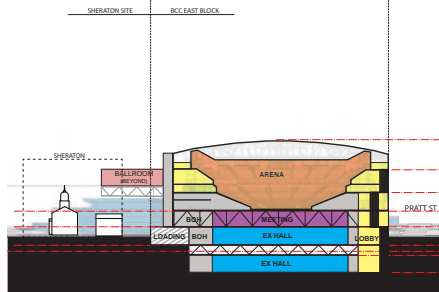 SHERATON SITE BCC EAST BLOCK
SHERATON
BALLROOM
(BEYOND)
ARENA
PRATT ST.
BOH MEETING
LOADING BOH EX HALL LOBBY
EX HALL